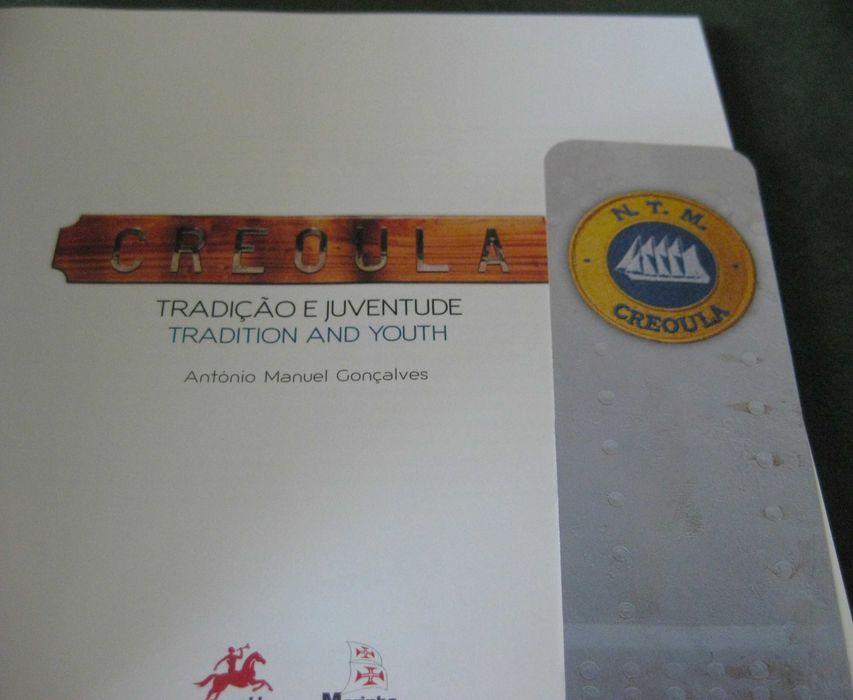 CREOULA
TRADIÇÃO E JUVENTUDE
TRADITION AND YOUTH
António Manuel Gonçalves
N. T. M.
CREOULA